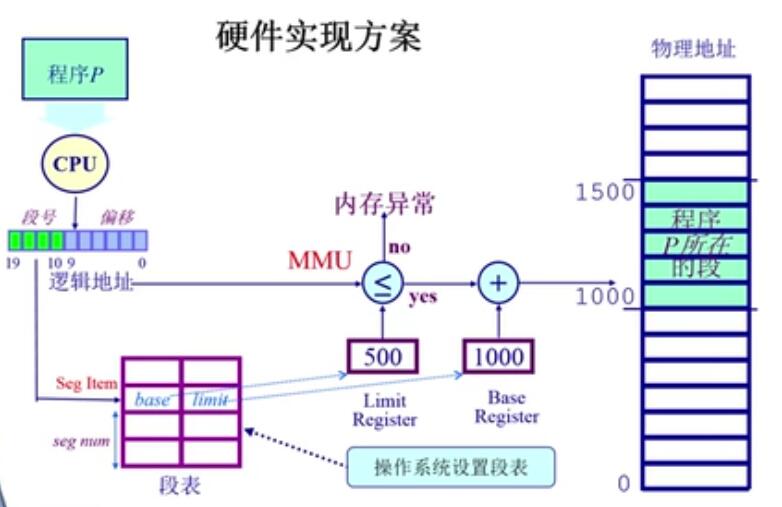 硬件实现方案
程序P
CPU
段号
偏移
19
10
9
0
逻辑地址
MMU
内存异常
no
≤
yes
+
500
1000
Limit
Register
Base
Register
Seg Item
base
limit
seg num
段表
操作系统设置段表
物理地址
1500
程序
P所在
的段
1000
0